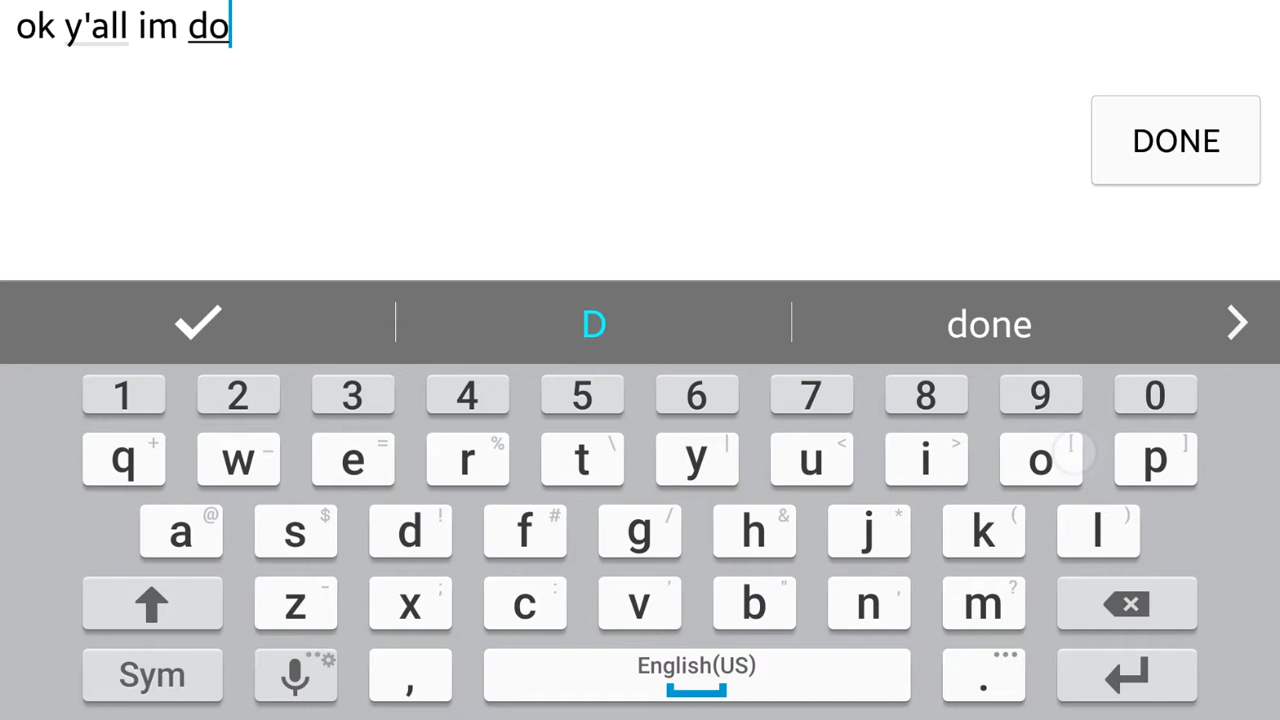 ok y'all im do
DONE
D done
1 2 3 4 5 6 7 8 9 0
q + w _ e = r % t \ y | u < i > o [ p ]
a @ s $ d ! f # g / h & j * k ( l )
z - x ; c : v ' b " n , m ?
Sym , English(US) .